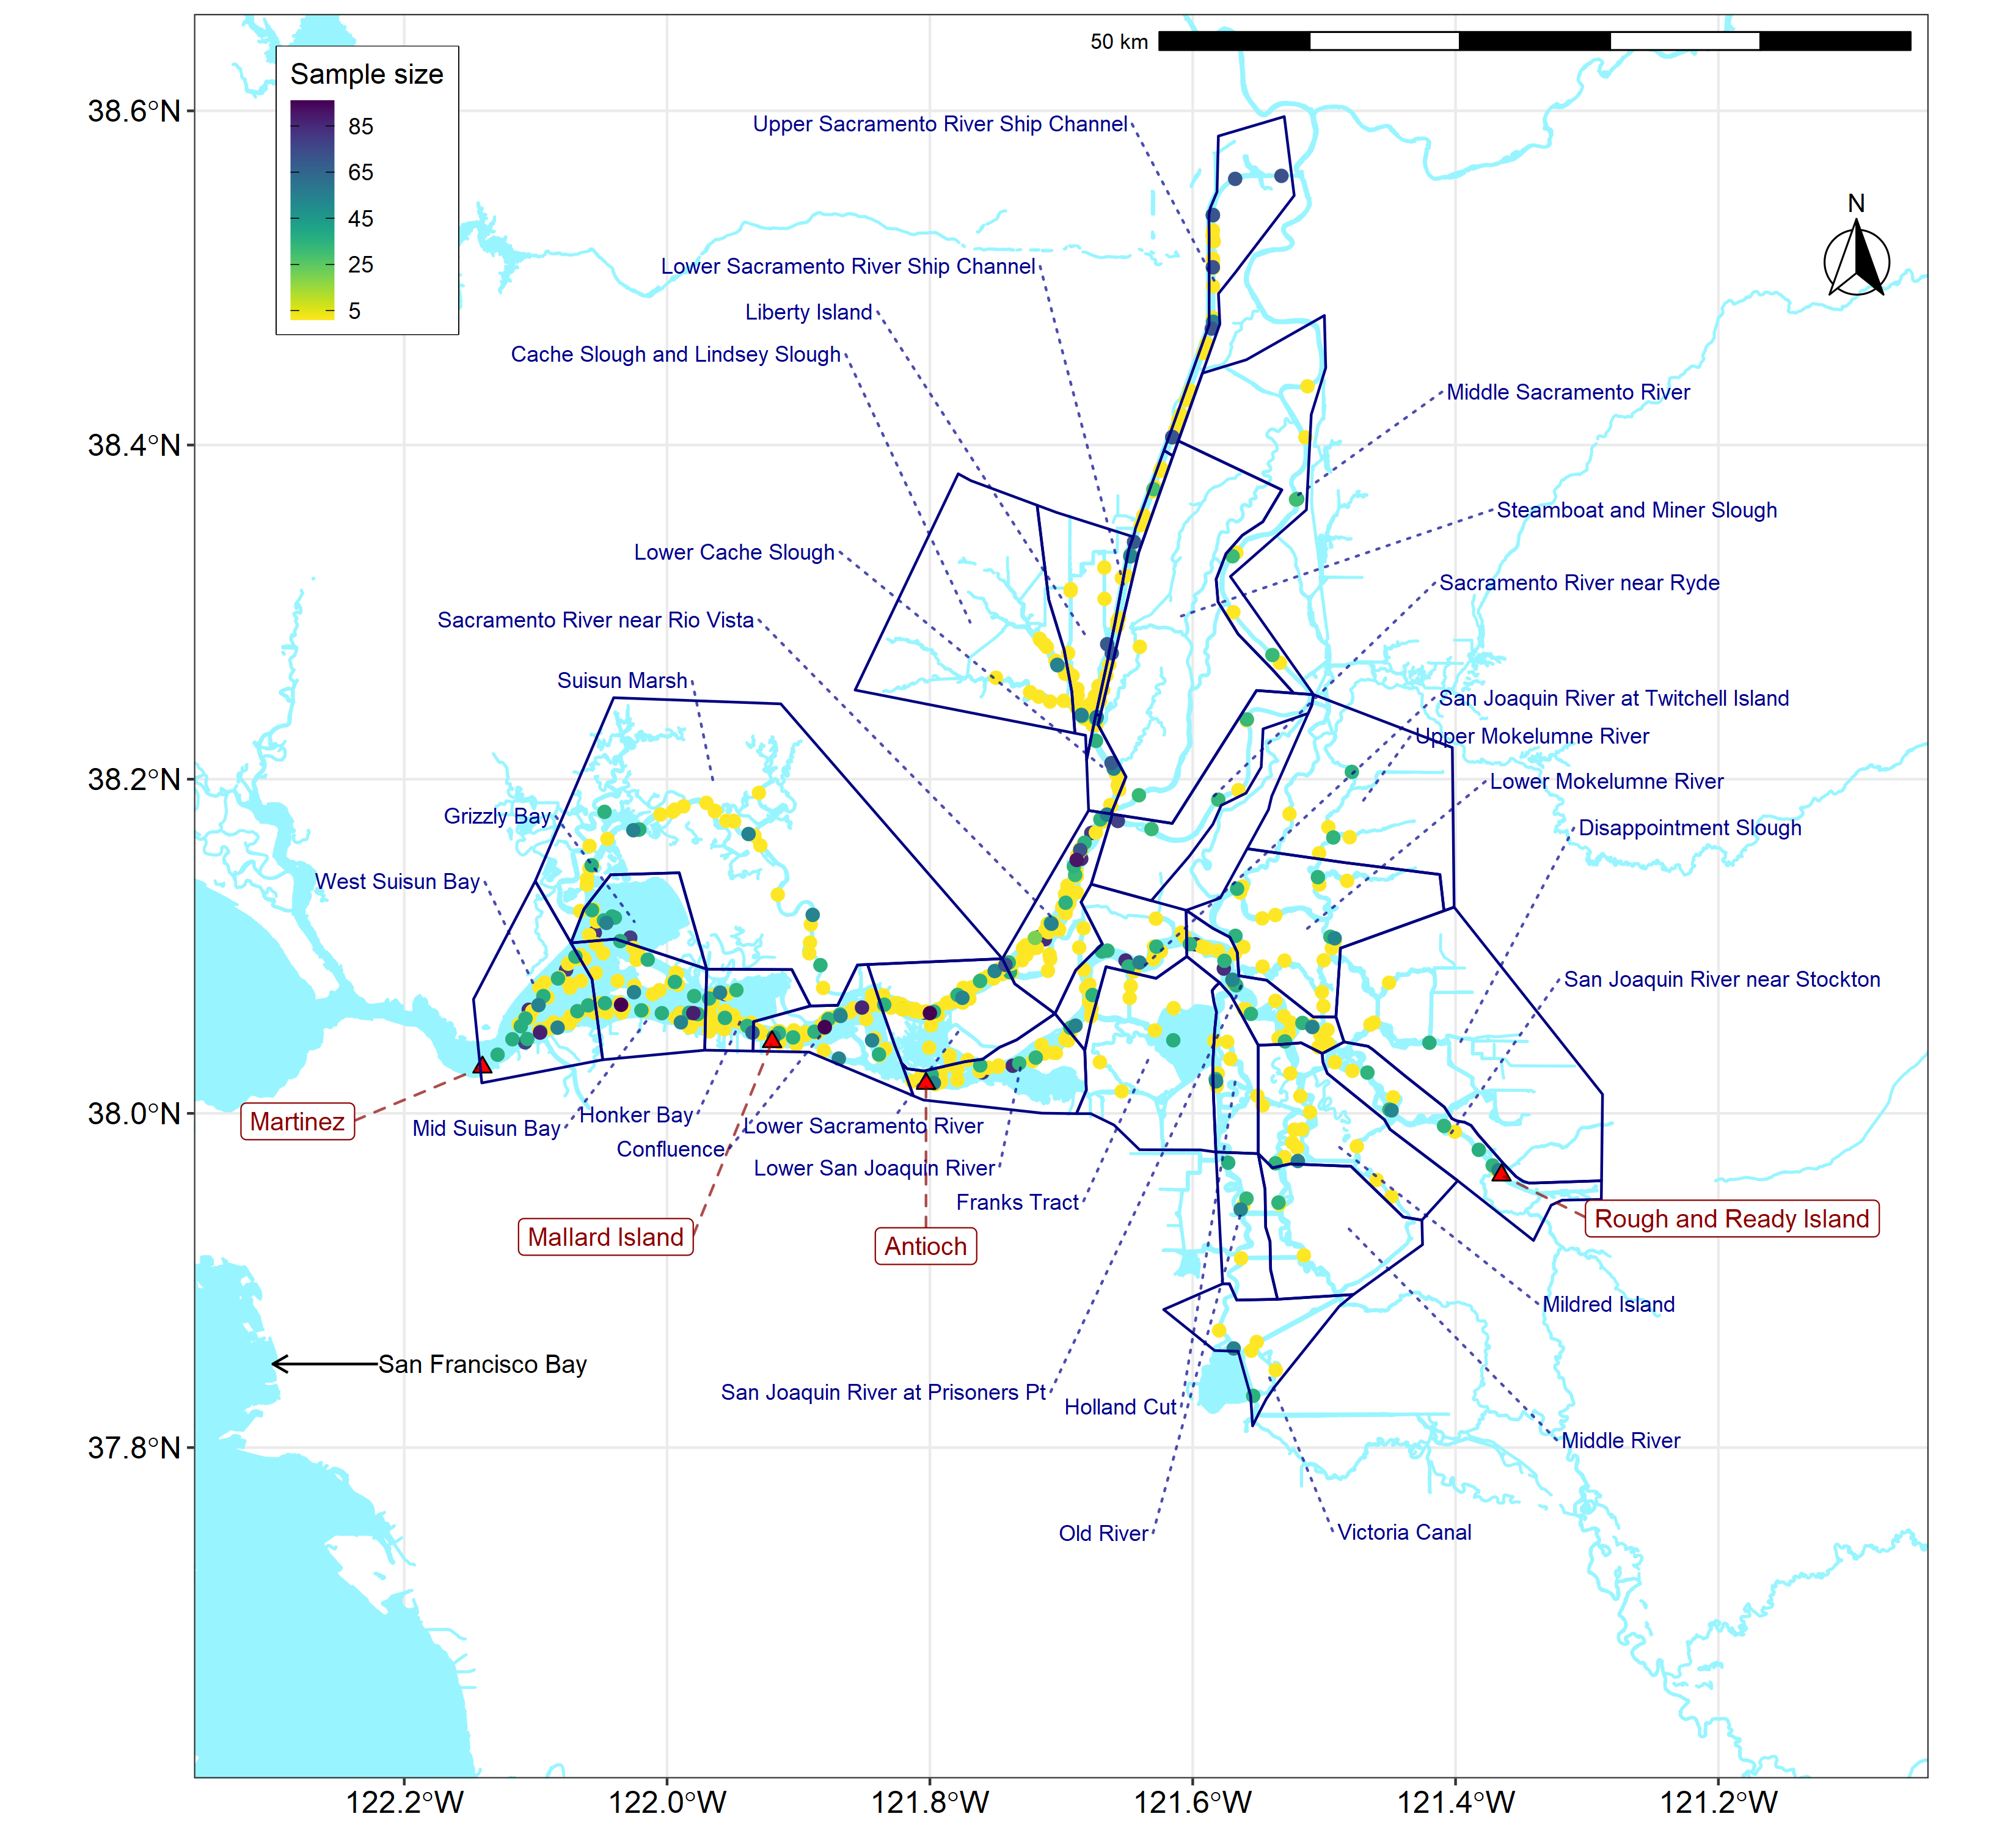 50 km
Sample size
85
65
45
25
5
N
38.6°N
38.4°N
38.2°N
38.0°N
37.8°N
Upper Sacramento River Ship Channel
Lower Sacramento River Ship Channel
Liberty Island
Cache Slough and Lindsey Slough
Middle Sacramento River
Steamboat and Miner Slough
Lower Cache Slough
Sacramento River near Ryde
Sacramento River near Rio Vista
Suisun Marsh
San Joaquin River at Twitchell Island
Upper Mokelumne River
Lower Mokelumne River
Grizzly Bay
Disappointment Slough
West Suisun Bay
San Joaquin River near Stockton
Martinez
Mid Suisun Bay
Honker Bay
Confluence
Lower Sacramento River
Lower San Joaquin River
Franks Tract
Mallard Island
Antioch
Rough and Ready Island
Mildred Island
San Francisco Bay
San Joaquin River at Prisoners Pt
Holland Cut
Middle River
Old River
Victoria Canal
122.2°W
122.0°W
121.8°W
121.6°W
121.4°W
121.2°W